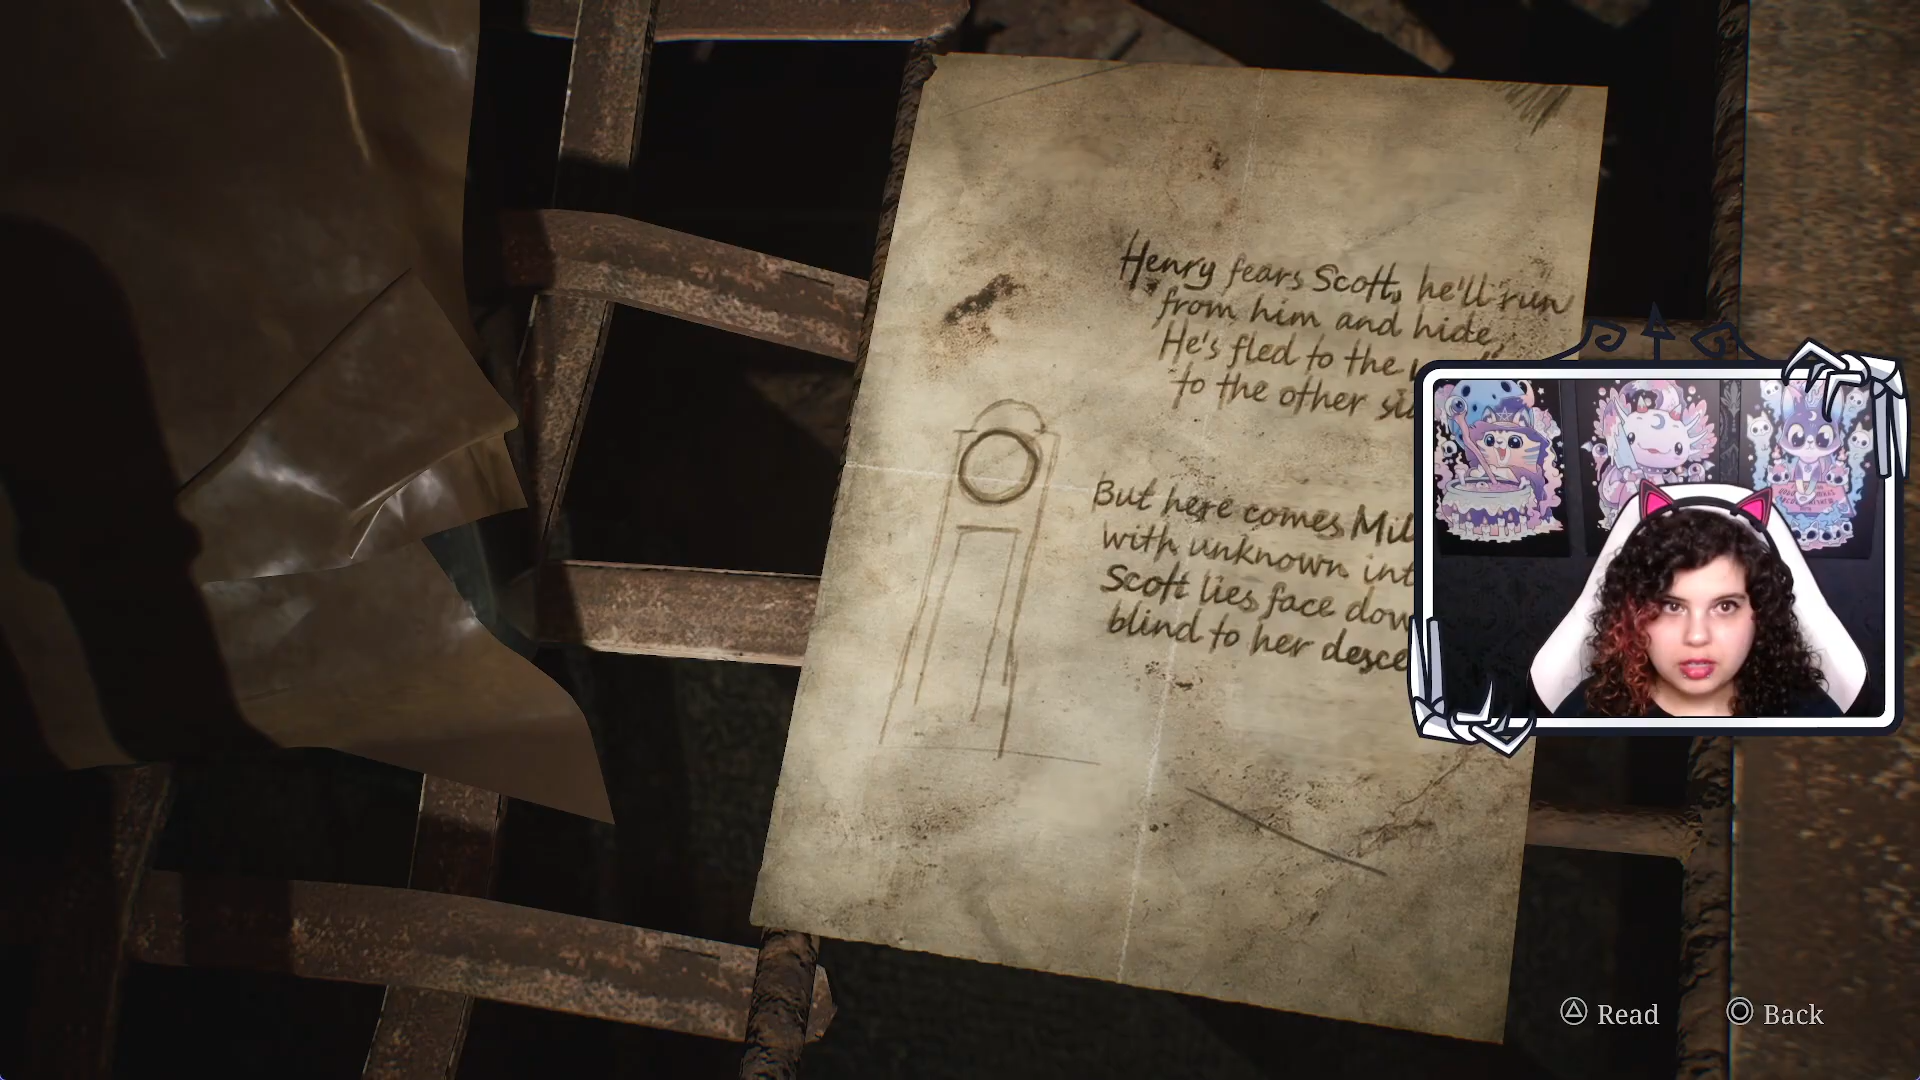 Henry fears Scott, he'll run
from him and hide,
He's fled to the
to the other
But here comes
with unknown
Scott lies face
blind to her
Read
Back